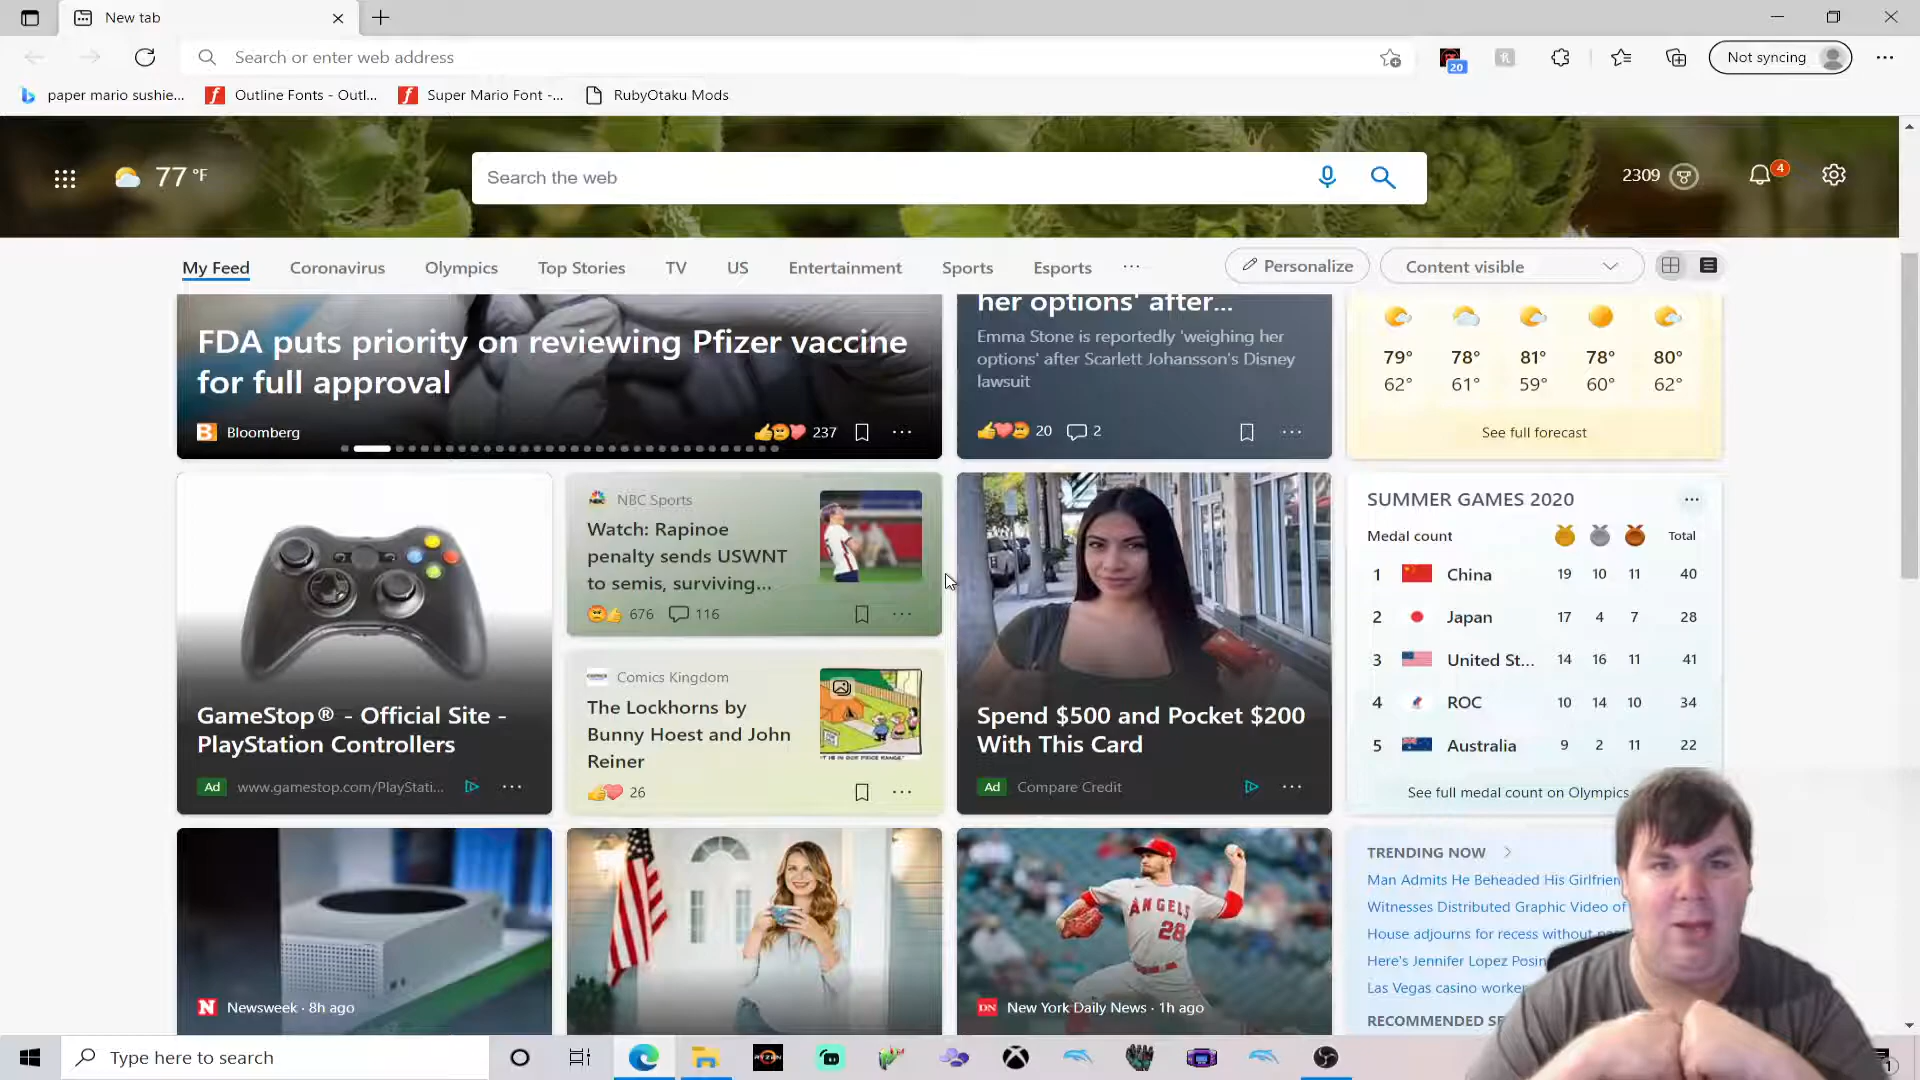 New tab
Search or enter web address
20
Not syncing
paper mario sushie...
Outline Fonts - Outl...
Super Mario Font -...
RubyOtaku Mods
77 °F
Search the web
2309
4
My Feed
Coronavirus
Olympics
Top Stories
TV
US
Entertainment
Sports
Esports
Personalize
Content visible
FDA puts priority on reviewing Pfizer vaccine
for full approval
Bloomberg
237
her options' after...
Emma Stone is reportedly 'weighing her
options' after Scarlett Johansson's Disney
lawsuit
20
2
79° 78° 81° 78° 80°
62° 61° 59° 60° 62°
See full forecast
GameStop® - Official Site -
PlayStation Controllers
Ad www.gamestop.com/PlayStati...
NBC Sports
Watch: Rapinoe
penalty sends USWNT
to semis, surviving...
676
116
Comics Kingdom
The Lockhorns by
Bunny Hoest and John
Reiner
26
Spend $500 and Pocket $200
With This Card
Ad Compare Credit
SUMMER GAMES 2020
Medal count Total
1 China 19 10 11 40
2 Japan 17 4 7 28
3 United St... 14 16 11 41
4 ROC 10 14 10 34
5 Australia 9 2 11 22
See full medal count on Olympics
Newsweek · 8h ago
ANGELS
28
DN New York Daily News · 1h ago
TRENDING NOW
Man Admits He Beheaded His
Witnesses Distributed Graphic Video of
House adjourns for recess without
Here's Jennifer Lopez
Las Vegas casino worker
RECOMMENDED
Type here to search
RYZEN
1